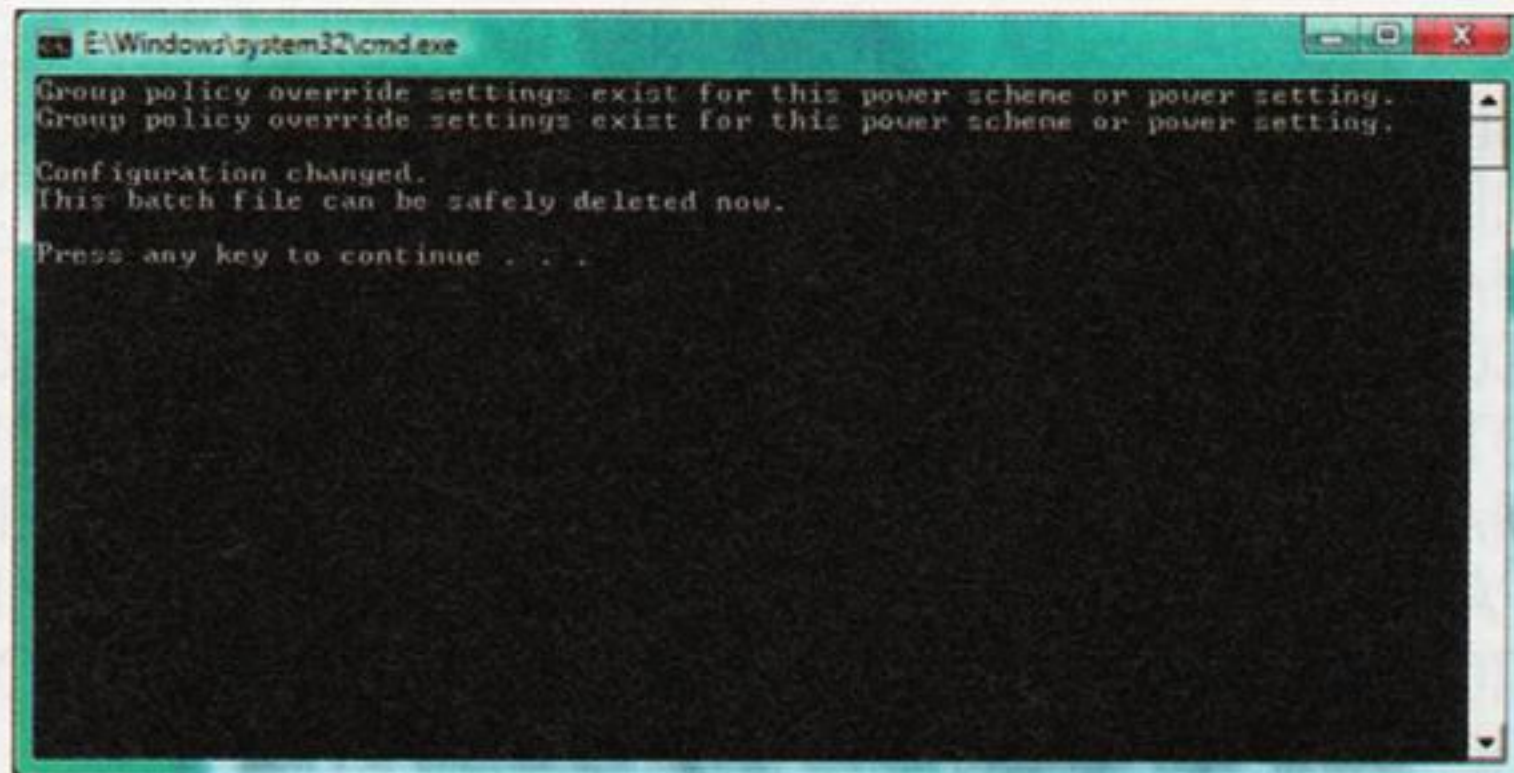 E:\Windows\system32\cmd.exe
Group policy override settings exist for this power scheme or power setting.
Group policy override settings exist for this power scheme or power setting.
Configuration changed.
This batch file can be safely deleted now.
Press any key to continue . . .